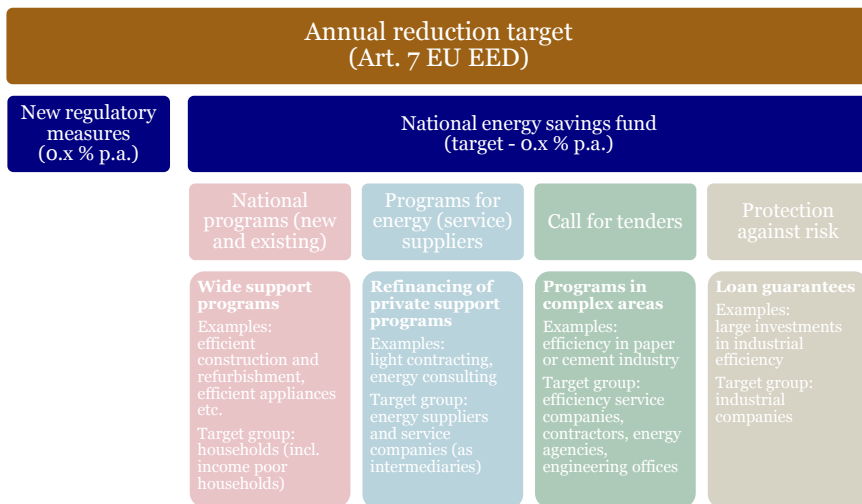 Annual reduction target
(Art. 7 EU EED)
New regulatory
measures
(0.x % p.a.)
National energy savings fund
(target - 0.x % p.a.)
National
programs (new
and existing)
Programs for
energy (service)
suppliers
Call for tenders
Protection
against risk
Wide support
programs
Examples:
efficient
construction and
refurbishment,
efficient appliances
etc.
Target group:
households (incl.
income poor
households)
Refinancing of
private support
programs
Examples:
light contracting,
energy consulting
Target group:
energy suppliers
and service
companies (as
intermediaries)
Programs in
complex areas
Examples:
efficiency in paper
or cement industry
Target group:
efficiency service
companies,
contractors, energy
agencies,
engineering offices
Loan guarantees
Examples:
large investments
in industrial
efficiency
Target group:
industrial
companies